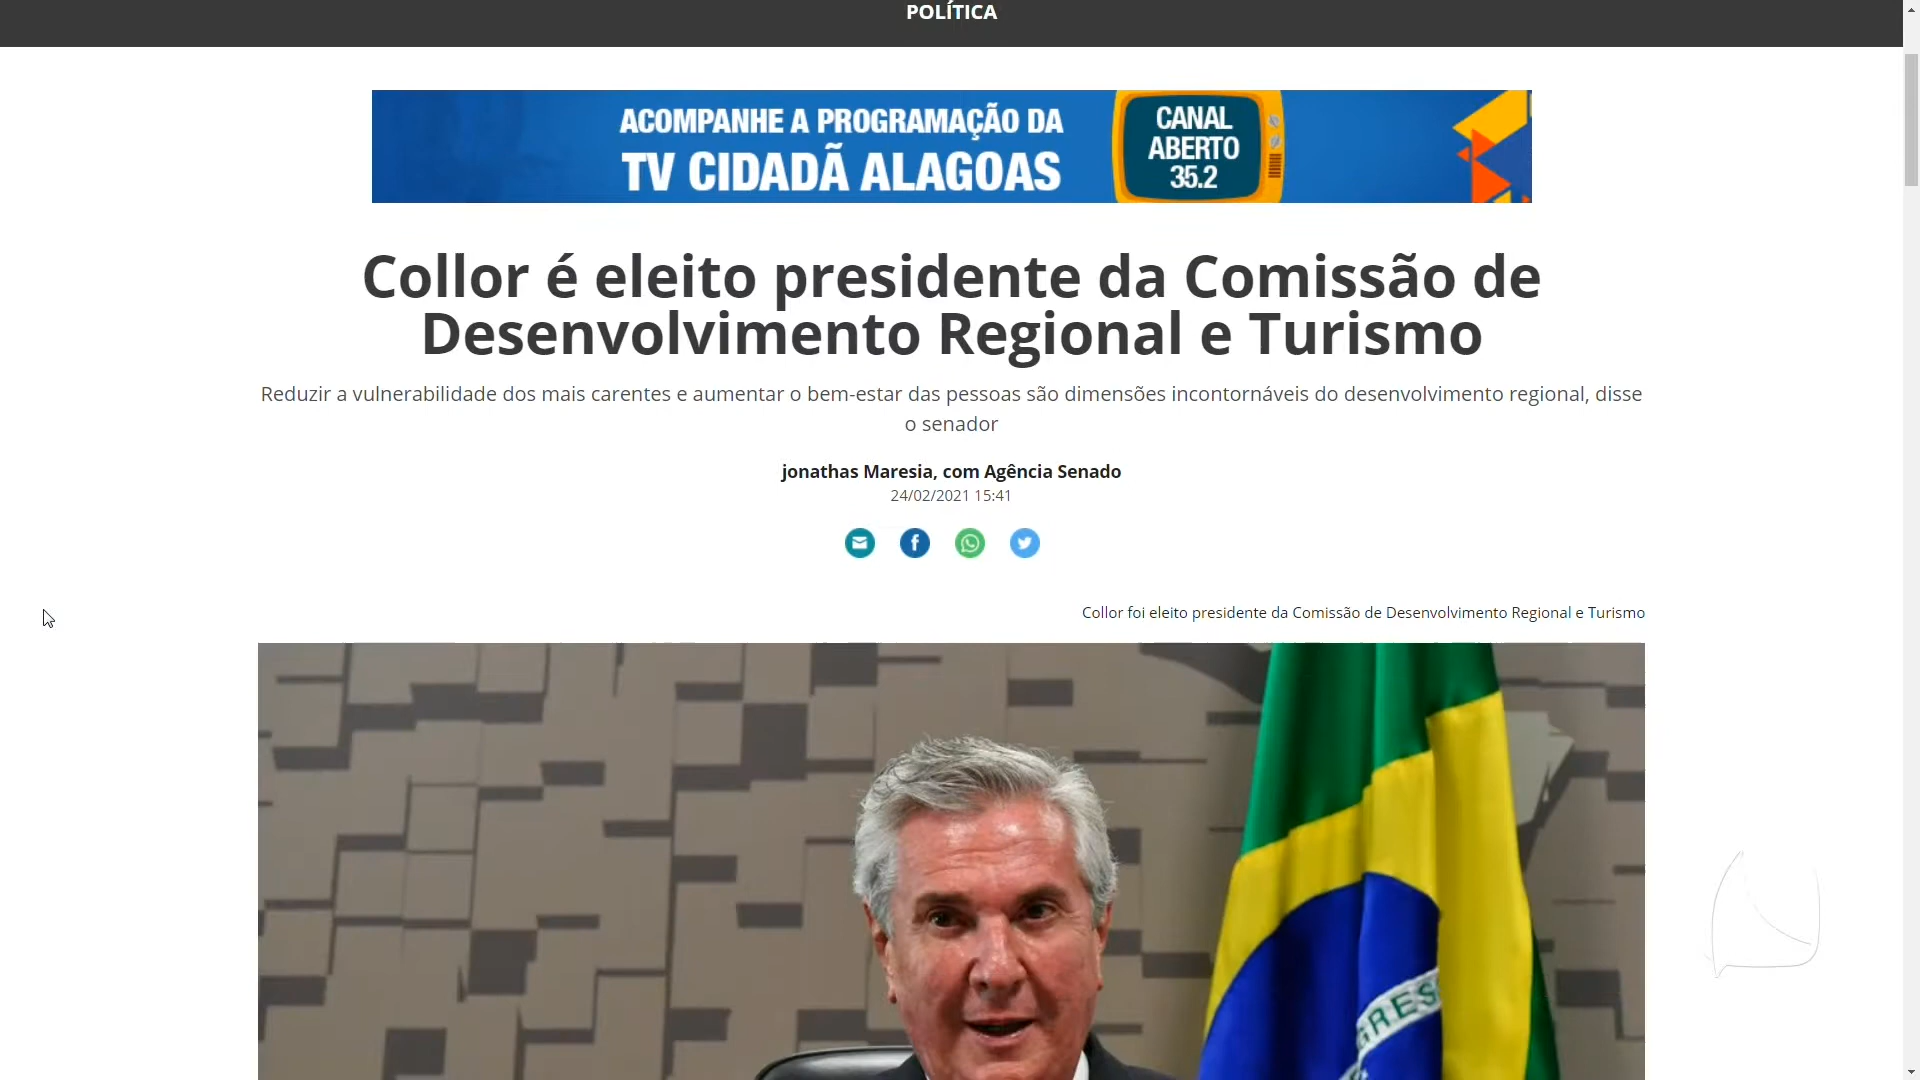 POLÍTICA
ACOMPANHE A PROGRAMAÇÃO DA
TV CIDADÃ ALAGOAS
CANAL
ABERTO
35.2
Collor é eleito presidente da Comissão de
Desenvolvimento Regional e Turismo
Reduzir a vulnerabilidade dos mais carentes e aumentar o bem-estar das pessoas são dimensões incontornáveis do desenvolvimento regional, disse
o senador
jonathas Maresia, com Agência Senado
24/02/2021 15:41
Collor foi eleito presidente da Comissão de Desenvolvimento Regional e Turismo
GRES